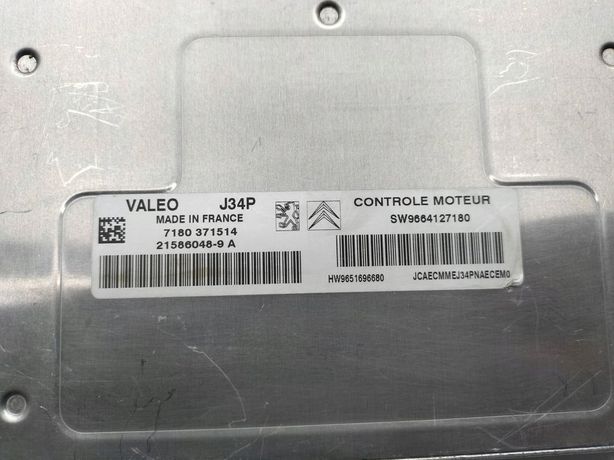 VALEO J34P
MADE IN FRANCE
7180 371514
21586048-9 A
CONTROLE MOTEUR
SW9664127180
HW9651696680 JCAECMMEJ34PNAECEM0